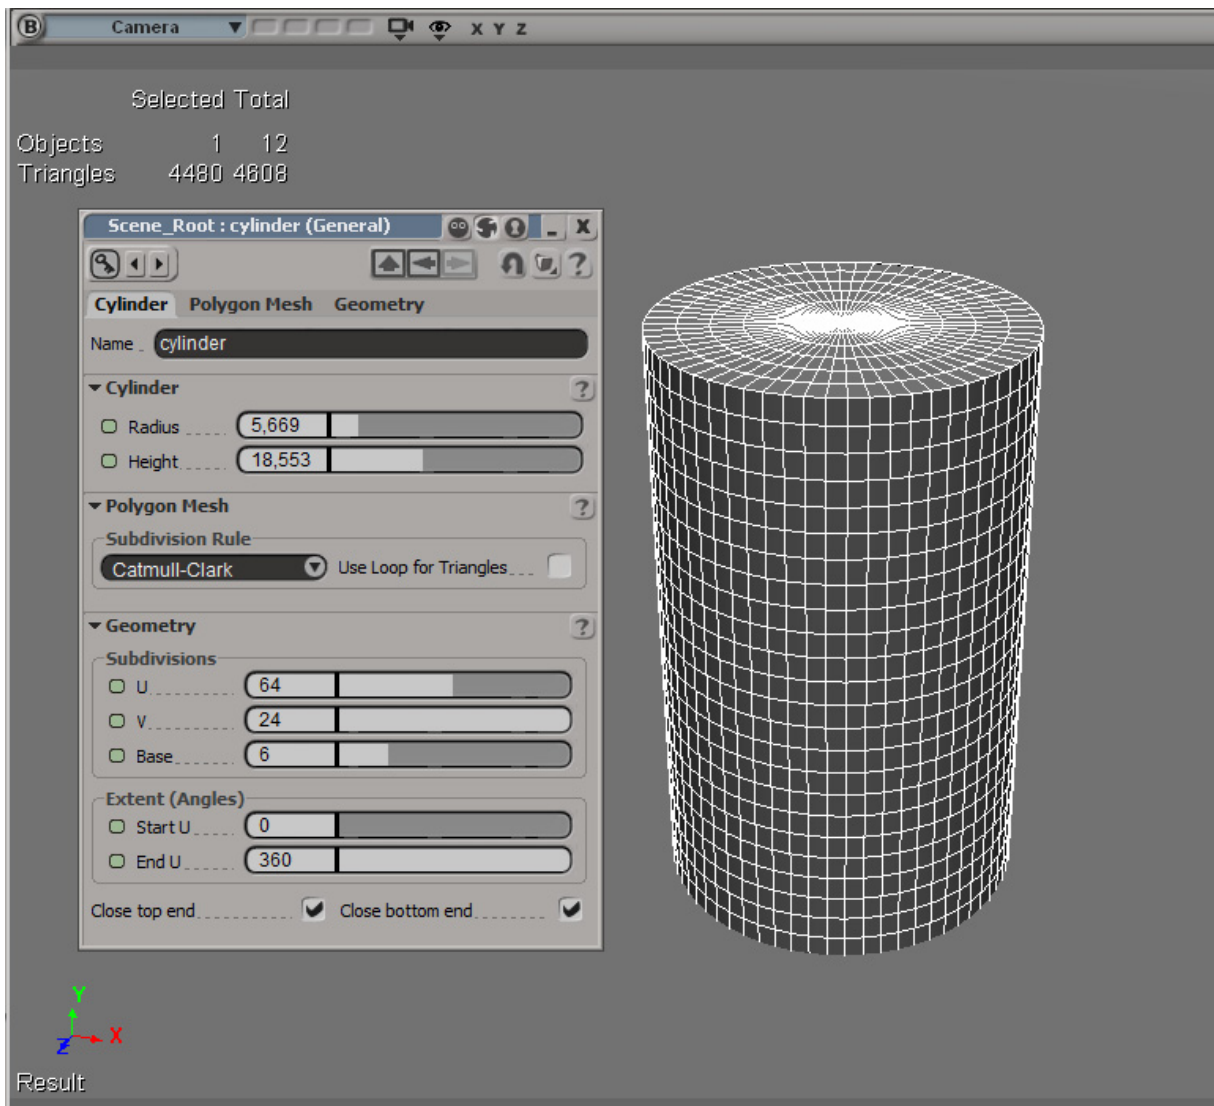 B Camera X Y Z
Selected Total
Objects 1 12
Triangles 4480 4608
Scene_Root : cylinder (General) _ X
?
Cylinder Polygon Mesh Geometry
Name cylinder
Cylinder ?
Radius 5,669
Height 18,553
Polygon Mesh ?
Subdivision Rule
Catmull-Clark Use Loop for Triangles
Geometry ?
Subdivisions
U 64
V 24
Base 6
Extent (Angles)
Start U 0
End U 360
Close top end Close bottom end
Y
X
Z
Result